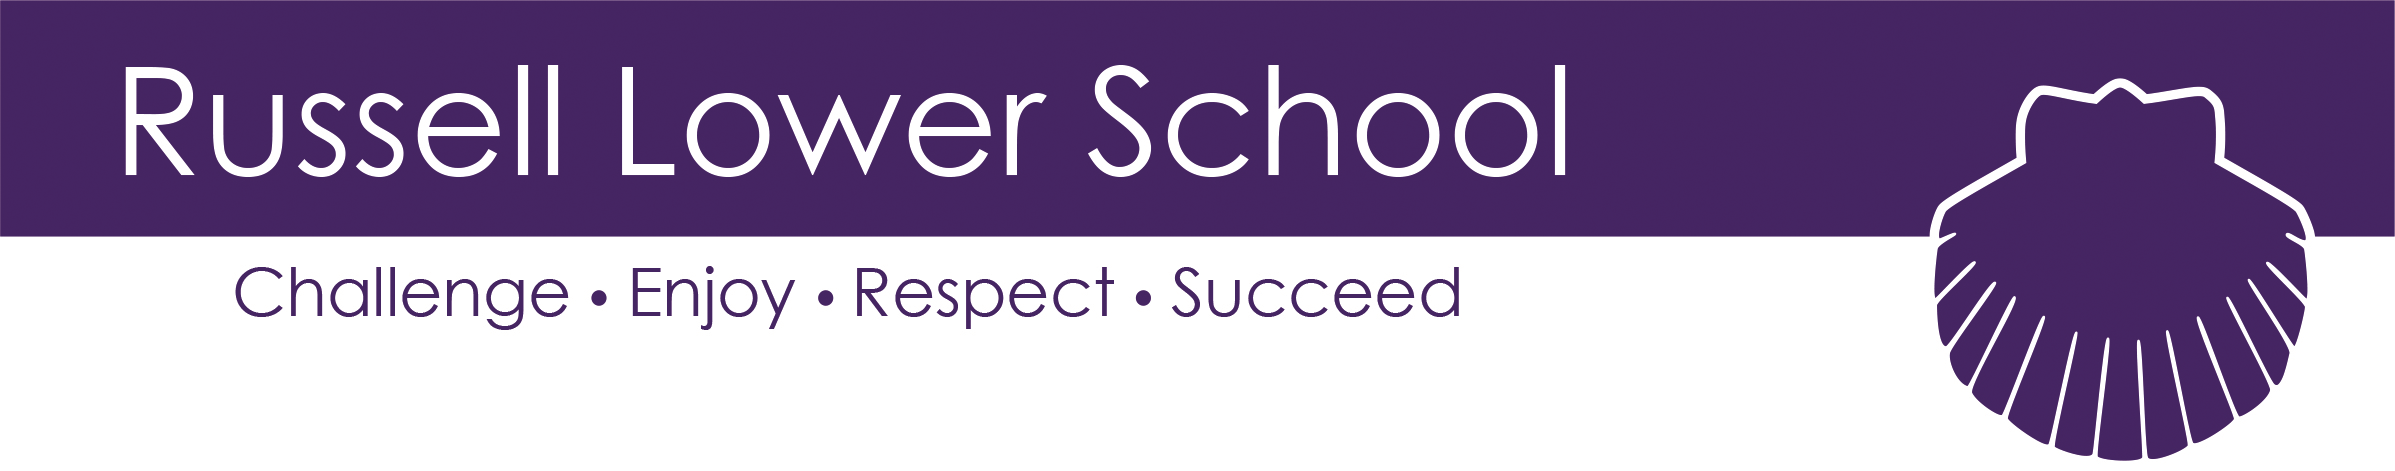 Russell Lower School
Challenge • Enjoy • Respect • Succeed